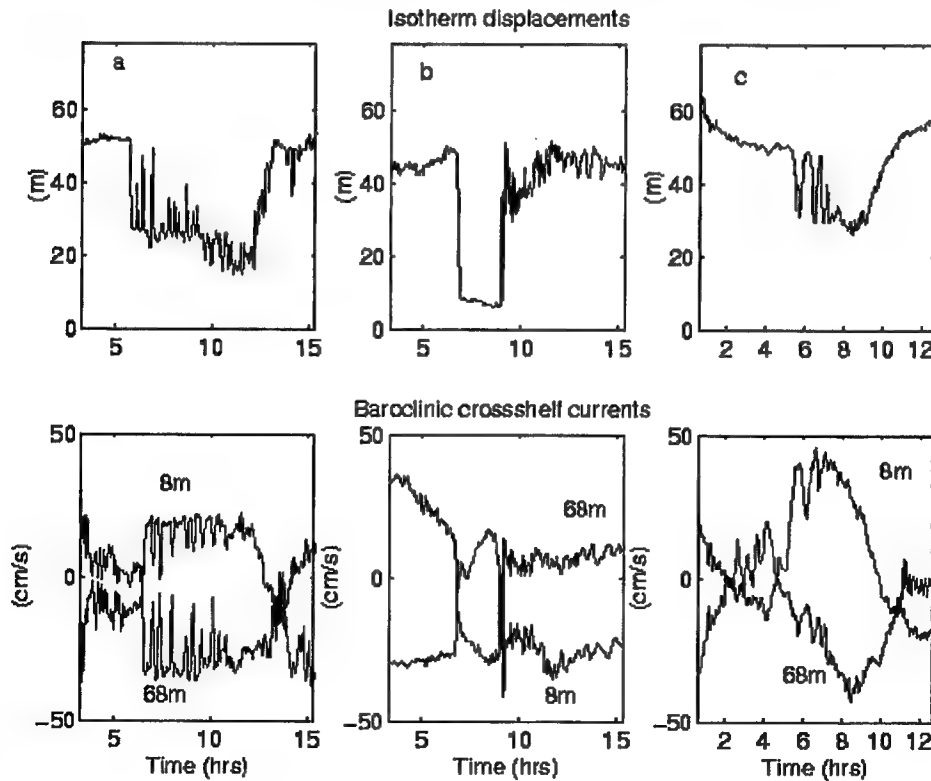 Isotherm displacements
a
b
c
60
40
20
0
(m)
5 10 15
60
40
20
0
(m)
5 10 15
60
40
20
0
(m)
2 4 6 8 10 12
Baroclinic crossshelf currents
50
0
−50
(cm/s)
8m
68m
5 10 15
Time (hrs)
50
0
−50
(cm/s)
68m
8m
5 10 15
Time (hrs)
50
0
−50
(cm/s)
8m
68m
2 4 6 8 10 12
Time (hrs)